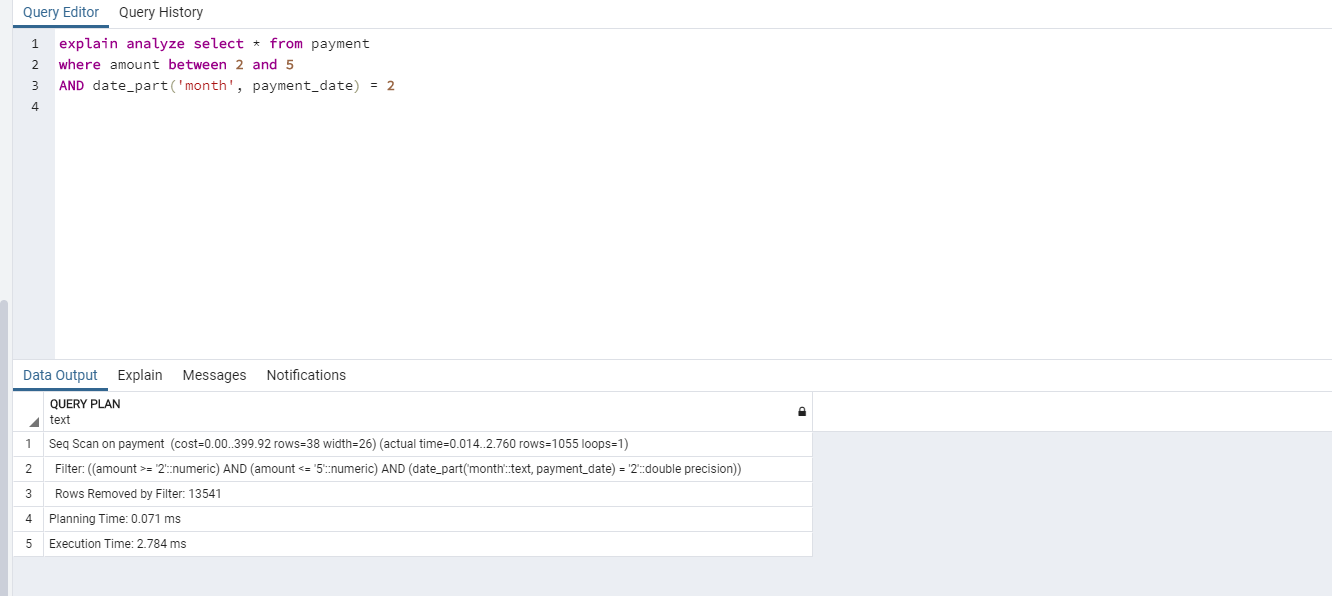 Query Editor Query History
1 explain analyze select * from payment
2 where amount between 2 and 5
3 AND date_part('month', payment_date) = 2
4
Data Output Explain Messages Notifications
QUERY PLAN
text
1 Seq Scan on payment (cost=0.00..399.92 rows=38 width=26) (actual time=0.014..2.760 rows=1055 loops=1)
2 Filter: ((amount >= '2'::numeric) AND (amount <= '5'::numeric) AND (date_part('month'::text, payment_date) = '2'::double precision))
3 Rows Removed by Filter: 13541
4 Planning Time: 0.071 ms
5 Execution Time: 2.784 ms